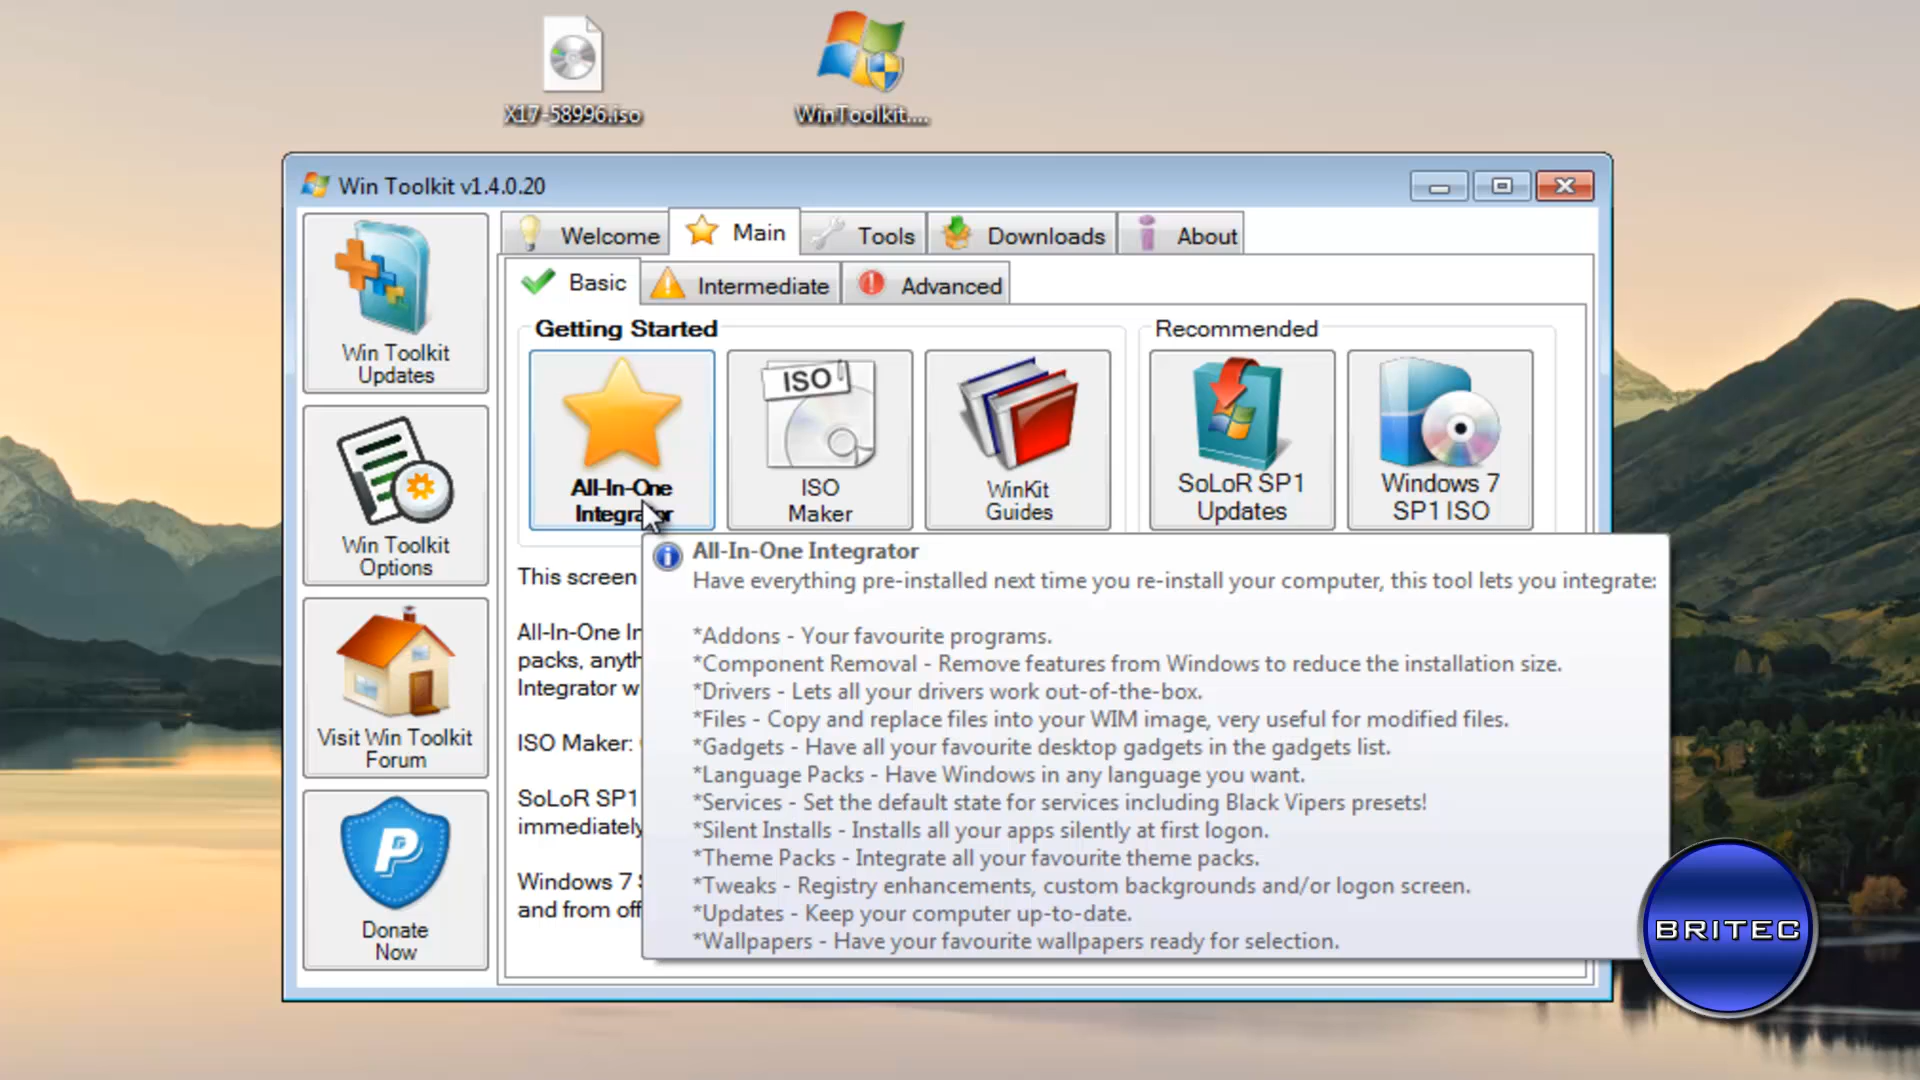 X17-58996.iso
WinToolkit....
Win Toolkit v1.4.0.20
Welcome
Main
Tools
Downloads
About
Basic
Intermediate
Advanced
Win Toolkit
Updates
Win Toolkit
Options
Visit Win Toolkit
Forum
Donate
Now
Getting Started
Recommended
All-In-One
Integrator
ISO
ISO
Maker
WinKit
Guides
SoLoR SP1
Updates
Windows 7
SP1 ISO
This screen
All-In-One
packs,
Integrator
ISO Maker:
SoLoR SP1
immediately
Windows 7
and from
All-In-One Integrator
Have everything pre-installed next time you re-install your computer, this tool lets you integrate:
*Addons - Your favourite programs.
*Component Removal - Remove features from Windows to reduce the installation size.
*Drivers - Lets all your drivers work out-of-the-box.
*Files - Copy and replace files into your WIM image, very useful for modified files.
*Gadgets - Have all your favourite desktop gadgets in the gadgets list.
*Language Packs - Have Windows in any language you want.
*Services - Set the default state for services including Black Vipers presets!
*Silent Installs - Installs all your apps silently at first logon.
*Theme Packs - Integrate all your favourite theme packs.
*Tweaks - Registry enhancements, custom backgrounds and/or logon screen.
*Updates - Keep your computer up-to-date.
*Wallpapers - Have your favourite wallpapers ready for selection.
BRITEC